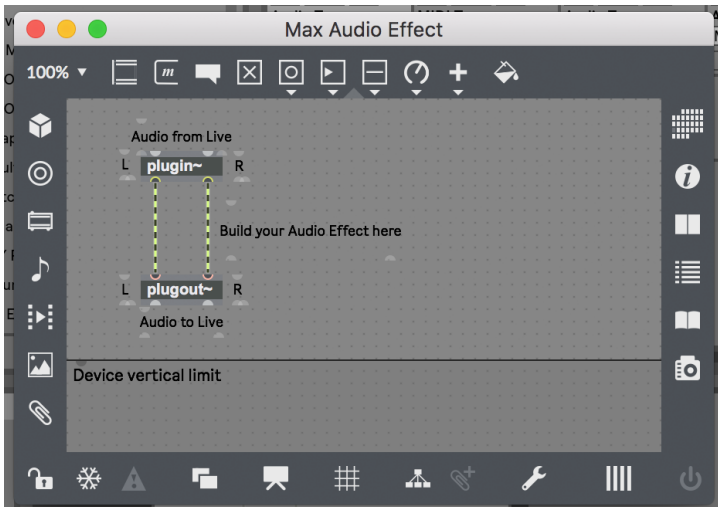 Max Audio Effect
100%
m
Audio from Live
L plugin~ R
Build your Audio Effect here
L plugout~ R
Audio to Live
Device vertical limit